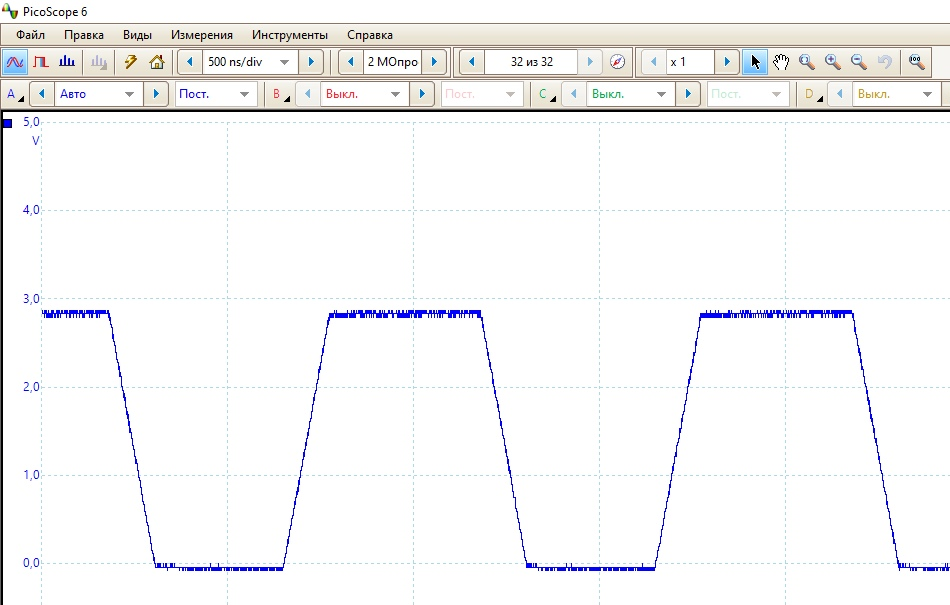 PicoScope 6
Файл Правка Виды Измерения Инструменты Справка
500 ns/div 2 МОпро 32 из 32 x 1
A Авто Пост. B Выкл. Пост. C Выкл. Пост. D Выкл.
5,0
V
4,0
3,0
2,0
1,0
0,0